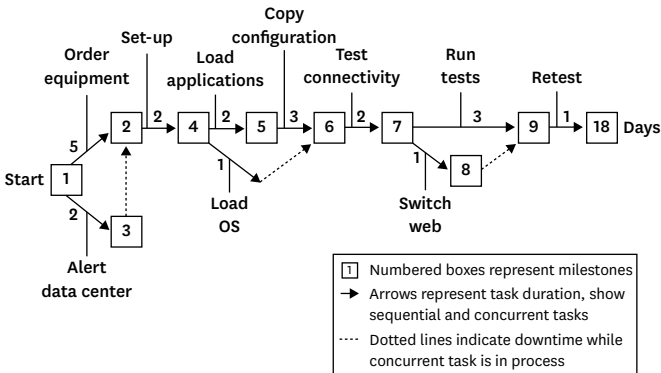 Copy
configuration
Set-up
Order
equipment
Load
applications
Test
connectivity
Run
tests
Retest
2 2 4 2 5 3 6 2 7 3 9 1 18 Days
5
Start 1
1
1
8
2
3
Load
OS
Switch
web
Alert
data center
1 Numbered boxes represent milestones
Arrows represent task duration, show
sequential and concurrent tasks
Dotted lines indicate downtime while
concurrent task is in process